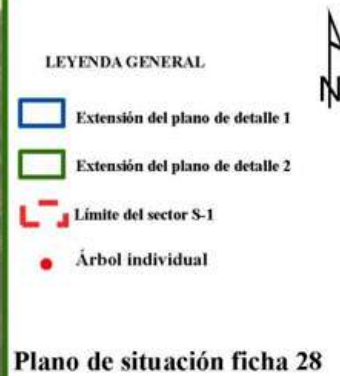 LEYENDA GENERAL
N
Extensión del plano de detalle 1
Extensión del plano de detalle 2
Límite del sector S-1
Árbol individual
Plano de situación ficha 28